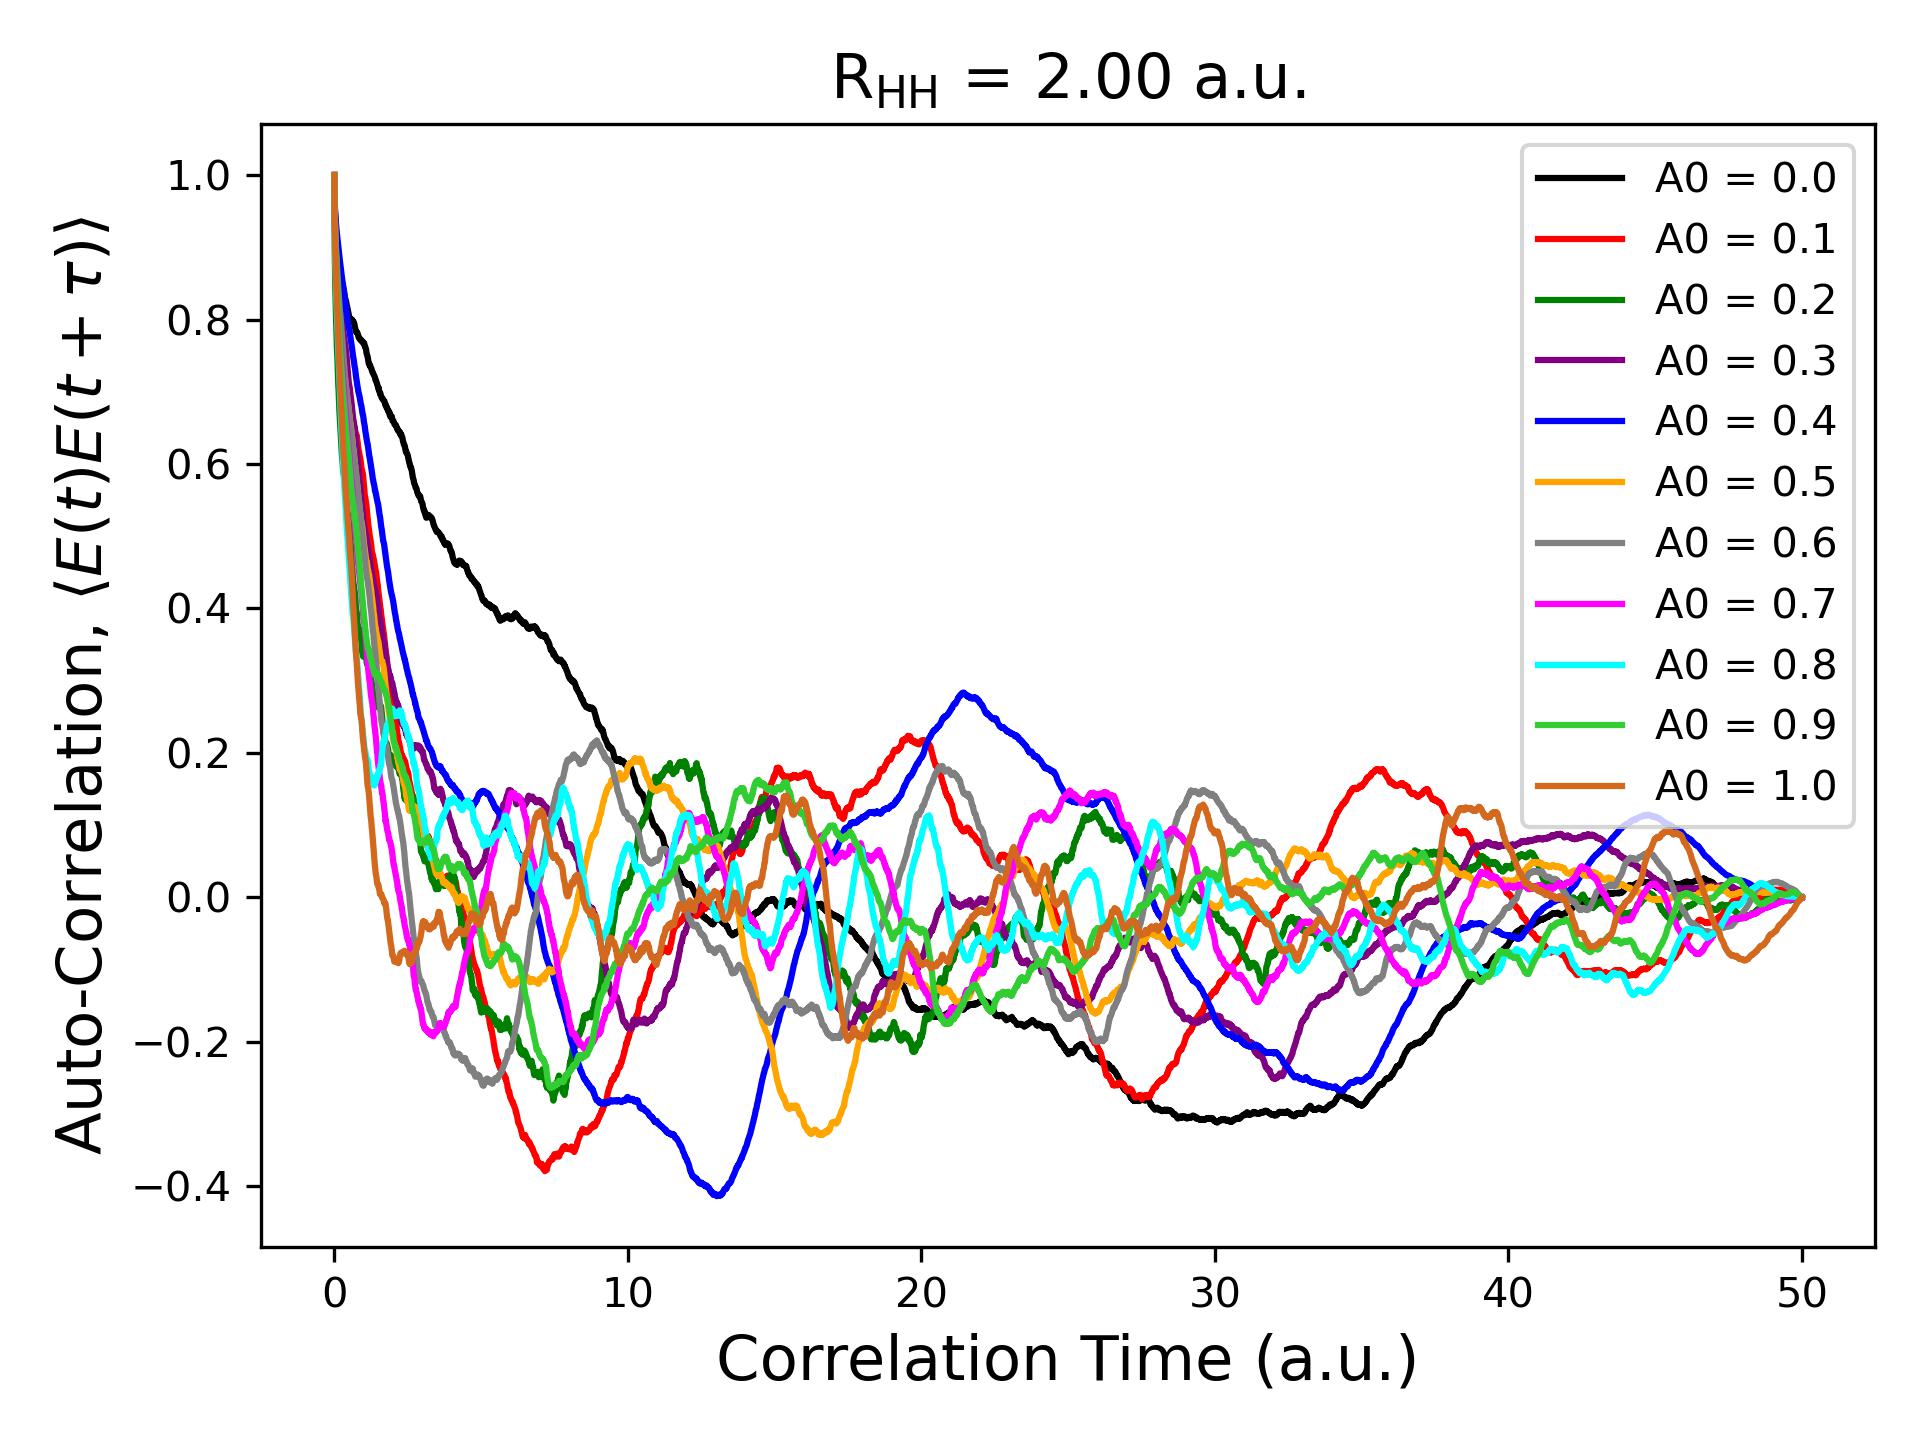 R_HH = 2.00 a.u.
Auto-Correlation, ⟨E(t)E(t + τ)⟩
1.0
0.8
0.6
0.4
0.2
0.0
−0.2
−0.4
A0 = 0.0
A0 = 0.1
A0 = 0.2
A0 = 0.3
A0 = 0.4
A0 = 0.5
A0 = 0.6
A0 = 0.7
A0 = 0.8
A0 = 0.9
A0 = 1.0
0 10 20 30 40 50
Correlation Time (a.u.)